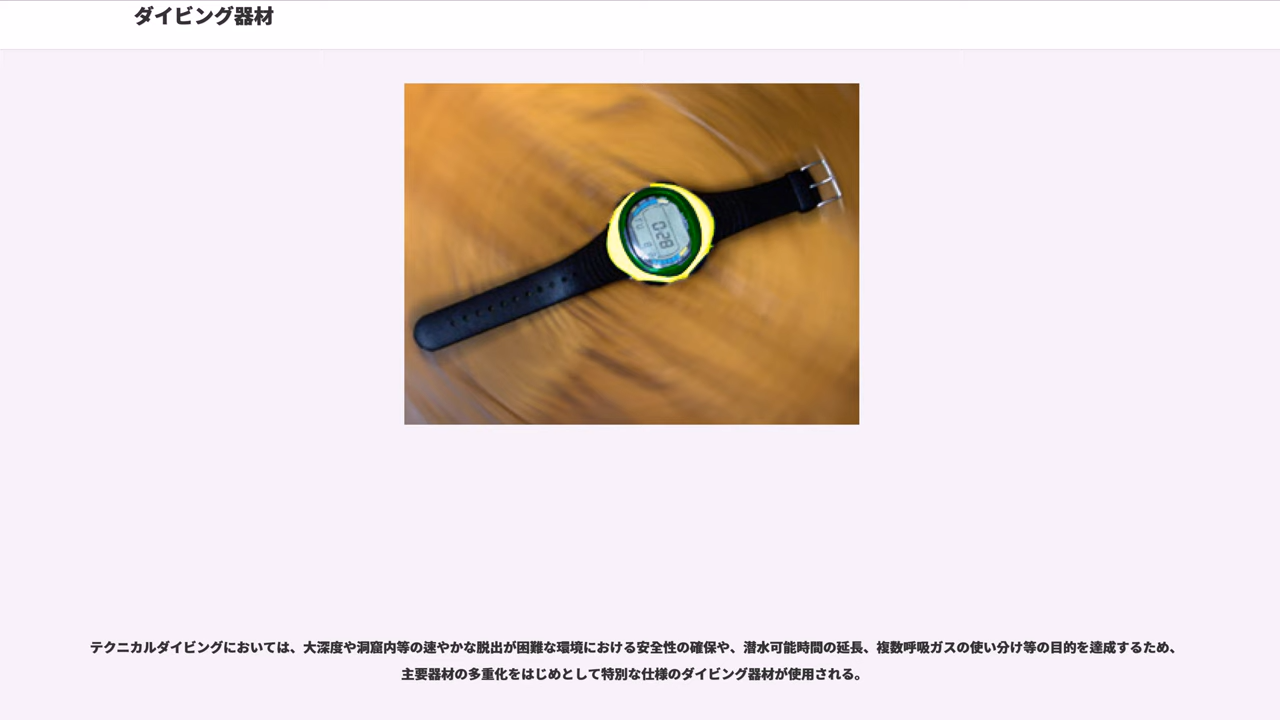 ダイビング器材
テクニカルダイビングにおいては、大深度や洞窟内等の速やかな脱出が困難な環境における安全性の確保や、潜水可能時間の延長、複数呼吸ガスの使い分け等の目的を達成するため、
主要器材の多重化をはじめとして特別な仕様のダイビング器材が使用される。